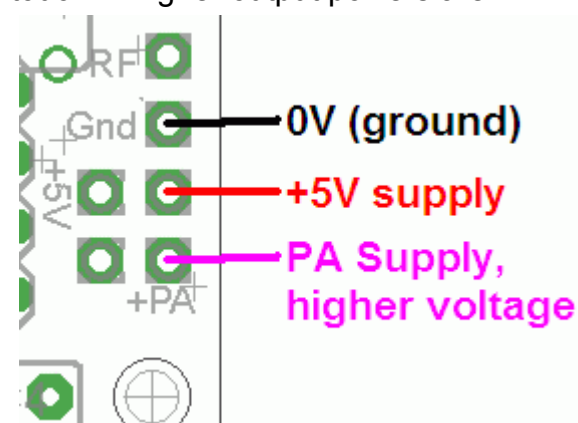 RF
Gnd
0V (ground)
+5V
+5V supply
PA Supply,
higher voltage
+PA